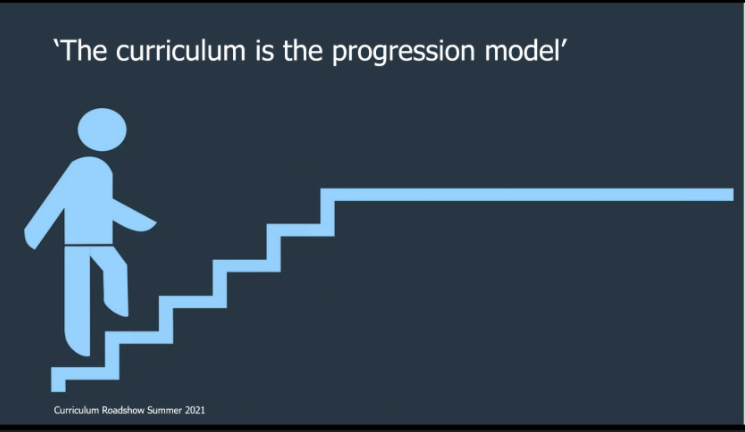 ‘The curriculum is the progression model’
Curriculum Roadshow Summer 2021